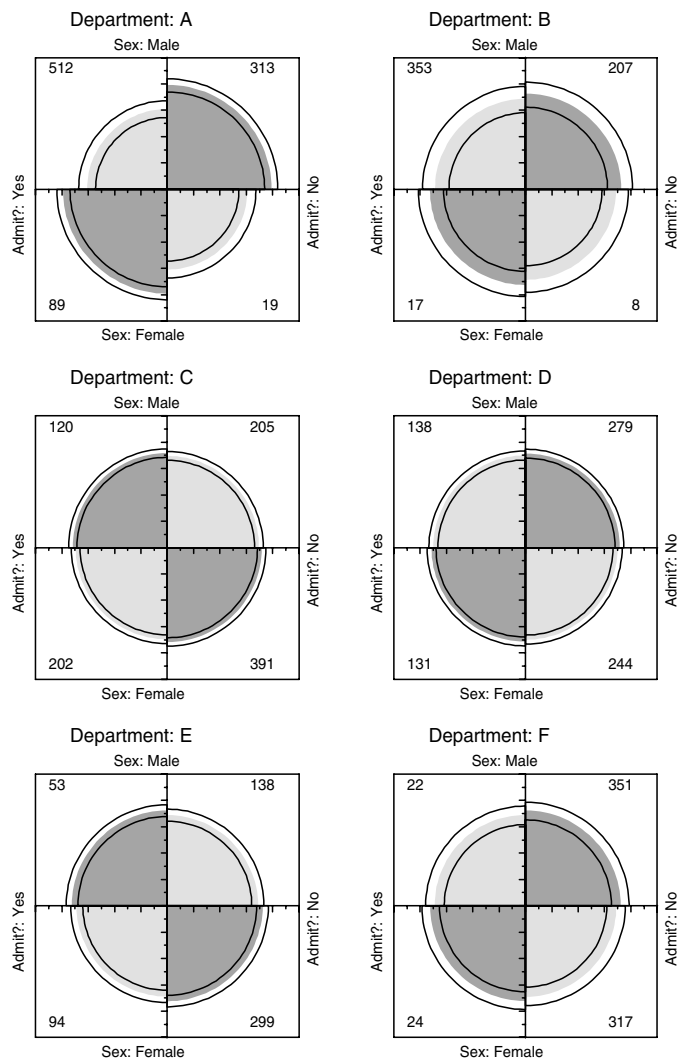 Department: A
Sex: Male
512
313
Admit?: Yes
Admit?: No
89
19
Sex: Female
Department: B
Sex: Male
353
207
Admit?: Yes
Admit?: No
17
8
Sex: Female
Department: C
Sex: Male
120
205
Admit?: Yes
Admit?: No
202
391
Sex: Female
Department: D
Sex: Male
138
279
Admit?: Yes
Admit?: No
131
244
Sex: Female
Department: E
Sex: Male
53
138
Admit?: Yes
Admit?: No
94
299
Sex: Female
Department: F
Sex: Male
22
351
Admit?: Yes
Admit?: No
24
317
Sex: Female